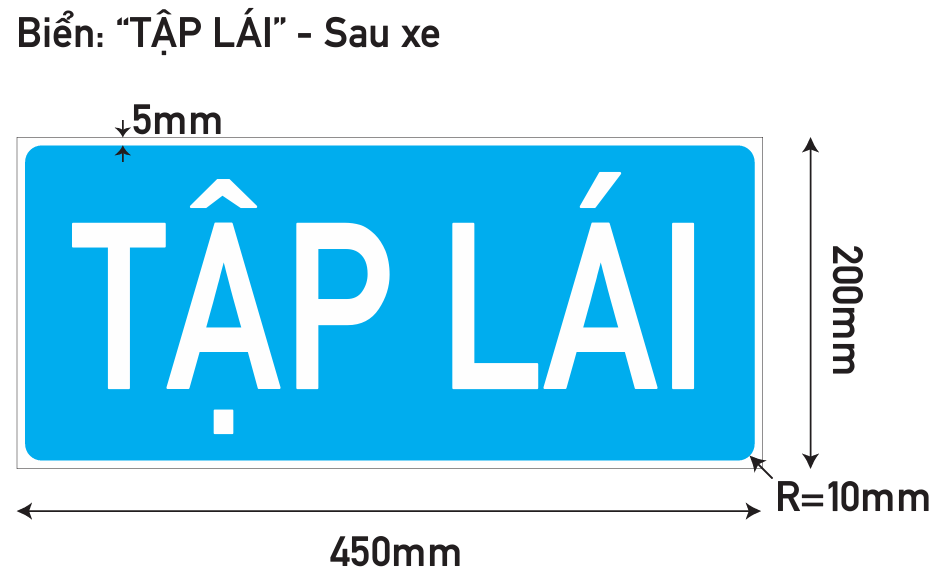 Biển: “TẬP LÁI” - Sau xe
5mm
TẬP LÁI
200mm
R=10mm
450mm